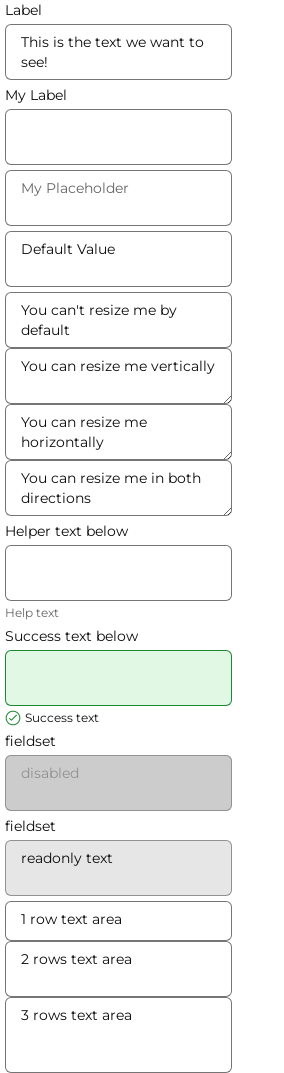 Label
This is the text we want to
see!
My Label
My Placeholder
Default Value
You can't resize me by
default
You can resize me vertically
You can resize me
horizontally
You can resize me in both
directions
Helper text below
Help text
Success text below
Success text
fieldset
disabled
fieldset
readonly text
1 row text area
2 rows text area
3 rows text area